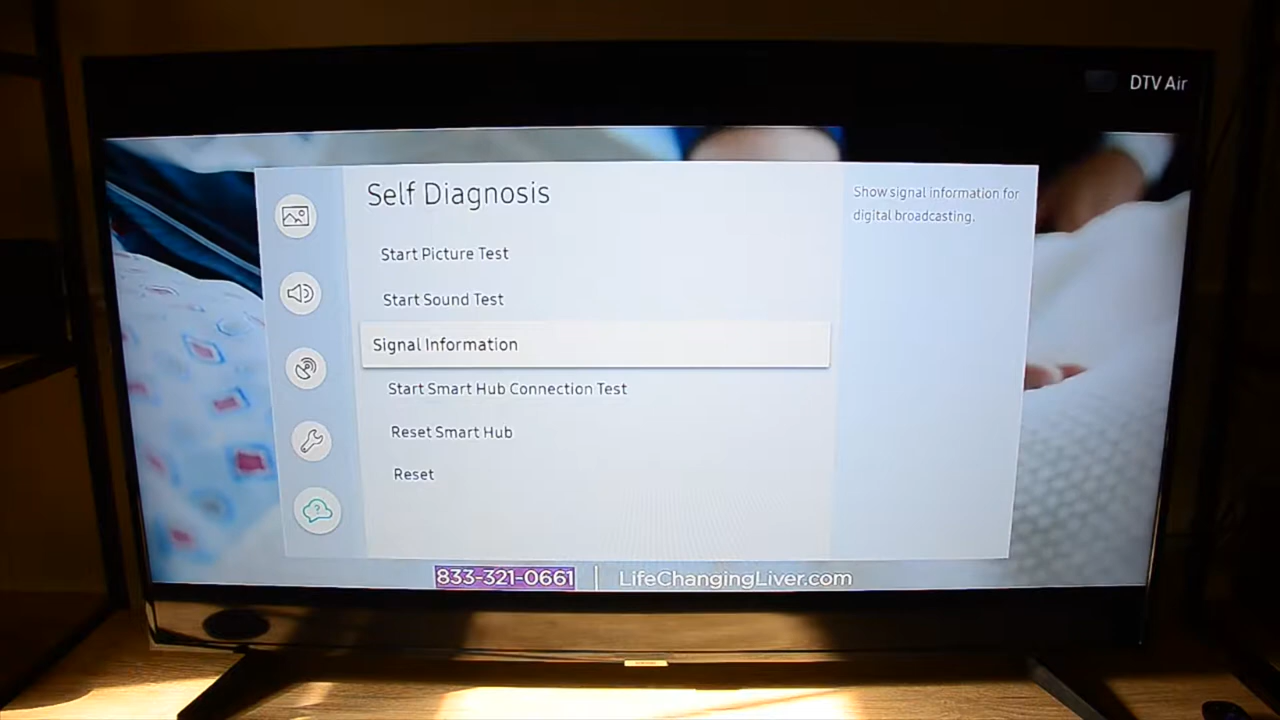 DTV Air
Self Diagnosis
Show signal information for
digital broadcasting.
Start Picture Test
Start Sound Test
Signal Information
Start Smart Hub Connection Test
Reset Smart Hub
Reset
833-321-0661 | LifeChangingLiver.com